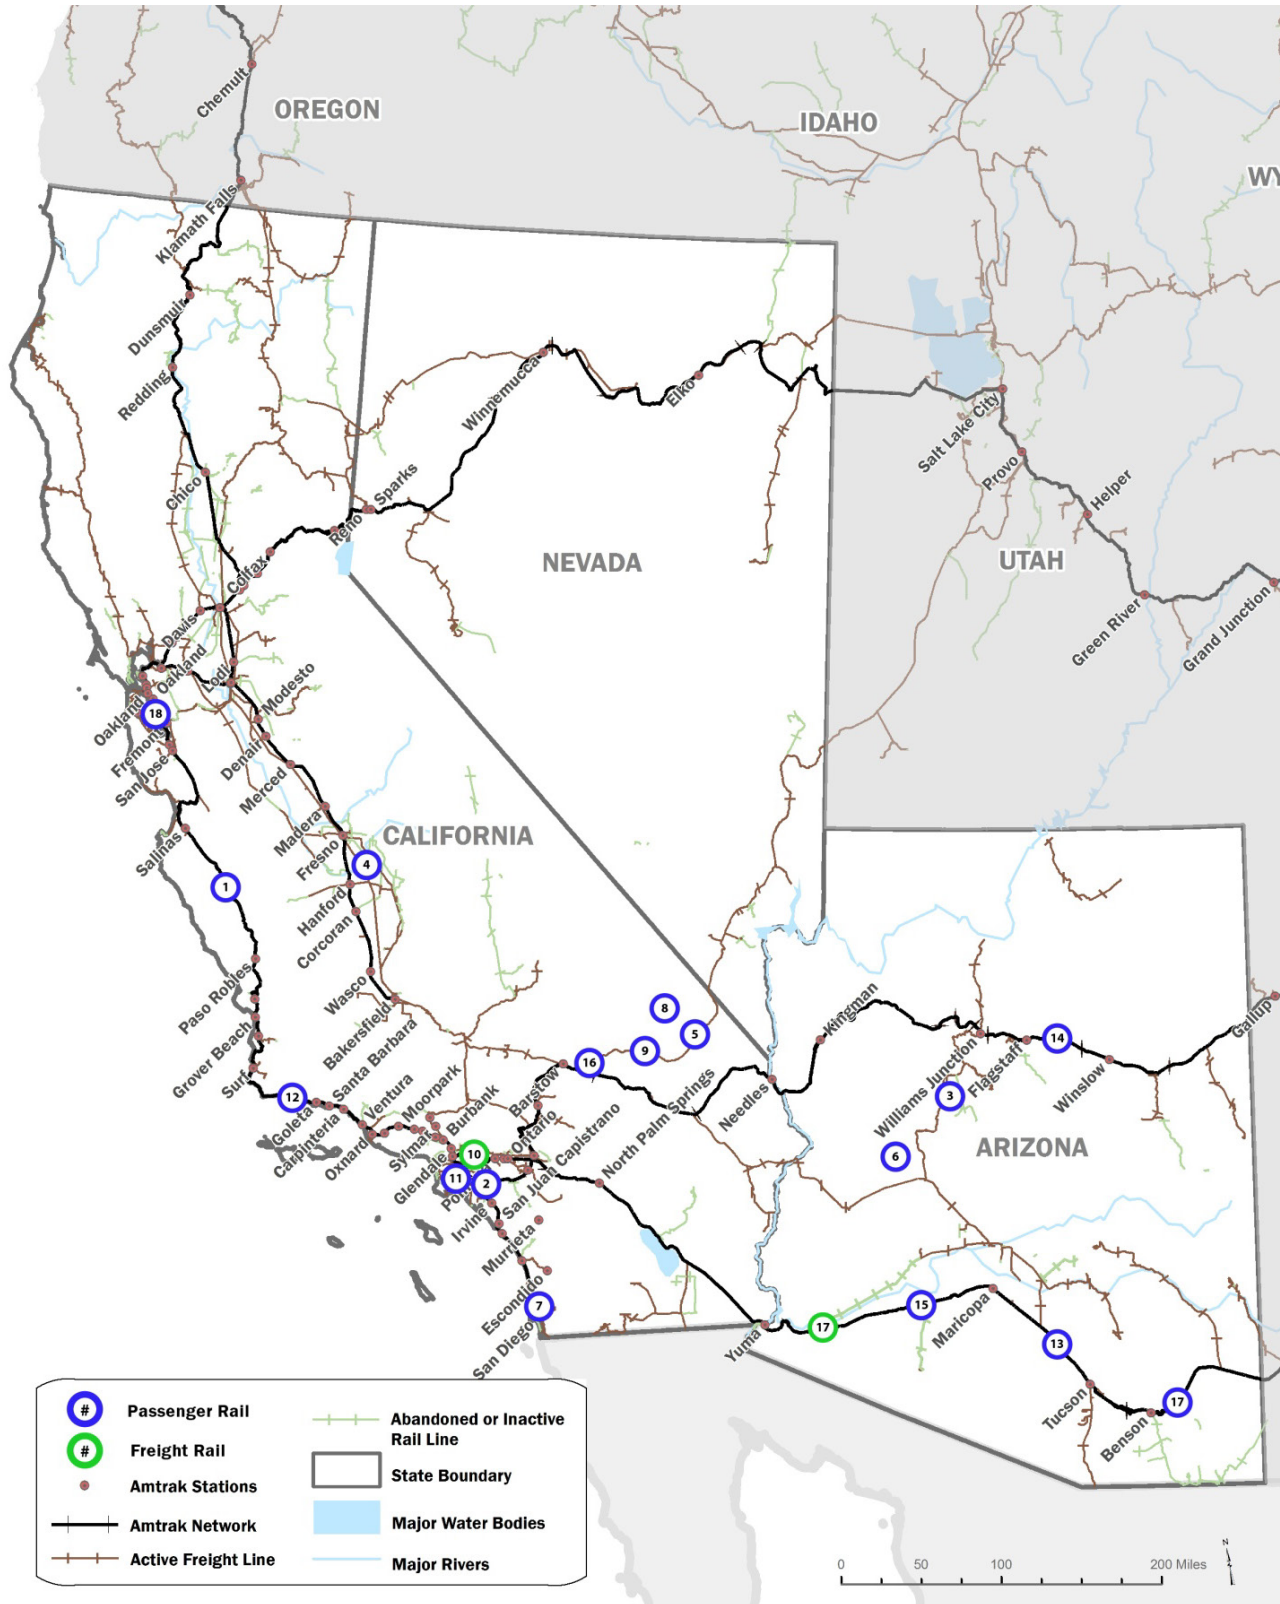 Chemult
OREGON
IDAHO
WY
Klamath Falls
Dunsmuir
Redding
Winnemucca
Elko
Salt Lake City
Provo
Helper
Chico
Sparks
Reno
NEVADA
UTAH
Colfax
Green River
Grand Junction
Davis
Oakland
Lodi
Modesto
Oakland
18
Fremont
San Jose
Denair
Merced
Madera
Salinas
Fresno
CALIFORNIA
4
1
Hanford
Corcoran
Paso Robles
Wasco
Bakersfield
8
5
9
16
Kingman
Gallup
Grover Beach
Santa Barbara
Surf
12
Goleta
Carpinteria
Ventura
Oxnard
Moorpark
Sylmar
Burbank
Glendale
Barstow
Ontario
North Palm Springs
Needles
Williams Junction
Flagstaff
14
Winslow
3
6
ARIZONA
10
11
2
San Juan Capistrano
Irvine
Murrieta
Escondido
7
San Diego
Yuma
17
15
Maricopa
13
Tucson
Benson
17
# Passenger Rail
# Freight Rail
Amtrak Stations
Amtrak Network
Active Freight Line
Abandoned or Inactive
Rail Line
State Boundary
Major Water Bodies
Major Rivers
N
0 50 100 200 Miles